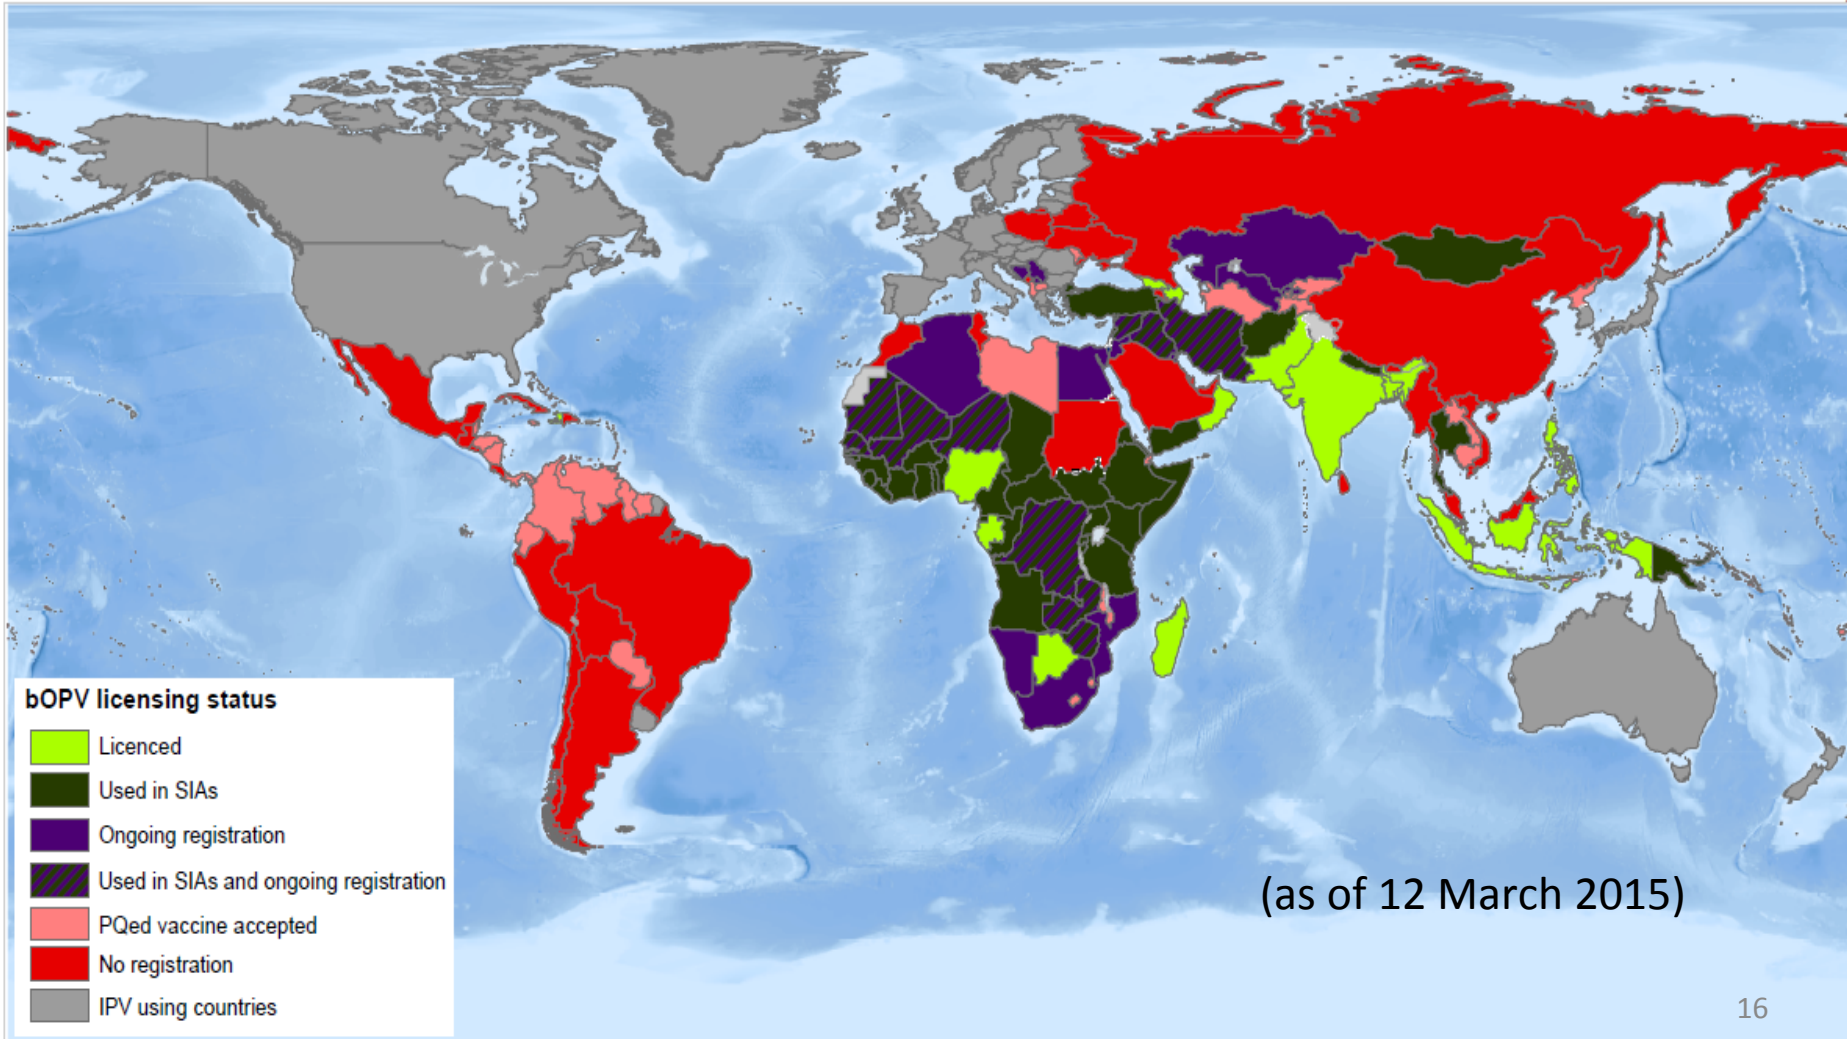 bOPV licensing status
Licenced
Used in SIAs
Ongoing registration
Used in SIAs and ongoing registration
PQed vaccine accepted
No registration
IPV using countries
(as of 12 March 2015)
16